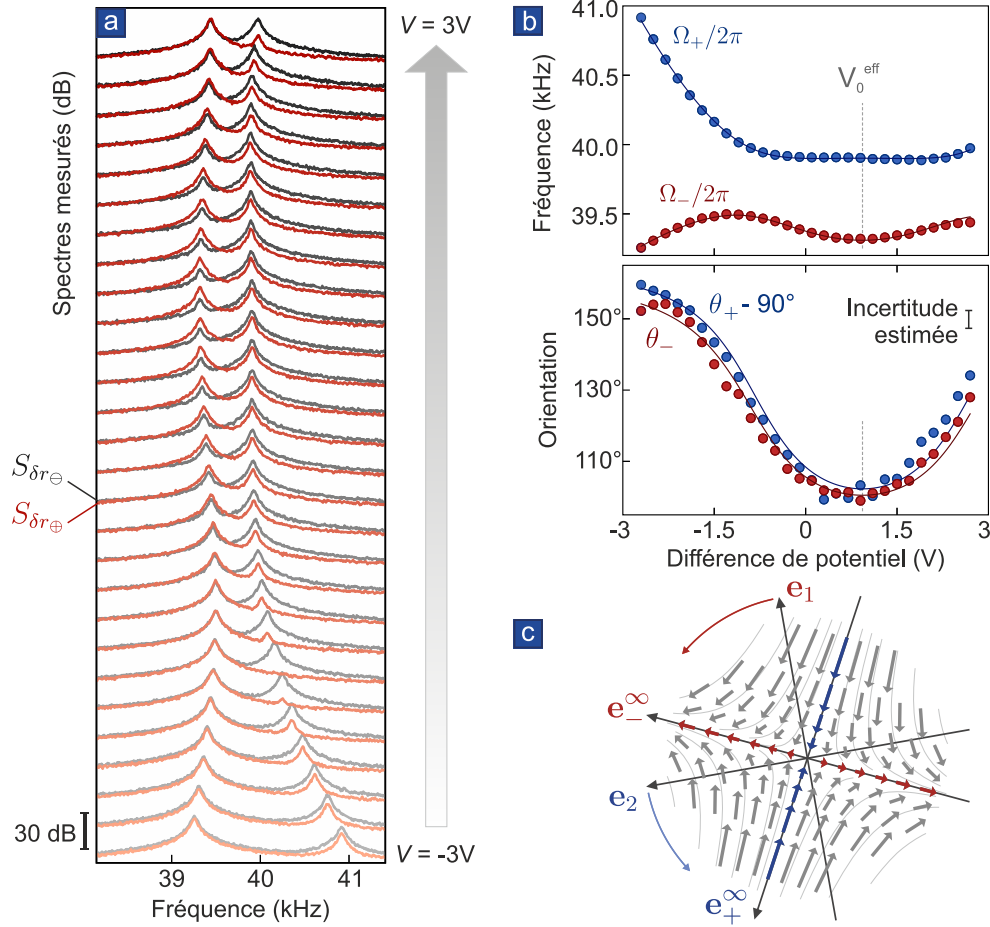 a
Spectres mesurés (dB)
V = 3V
S_{δr⊖}
S_{δr⊕}
30 dB
V = -3V
39
40
41
Fréquence (kHz)
b
Fréquence (kHz)
41.0
40.5
40.0
39.5
Ω₊/2π
V₀^eff
Ω₋/2π
Orientation
150°
130°
110°
θ₊ - 90°
θ₋
Incertitude
estimée
-3
-1.5
0
1.5
3
Différence de potentiel (V)
c
e₁
e₋^∞
e₂
e₊^∞